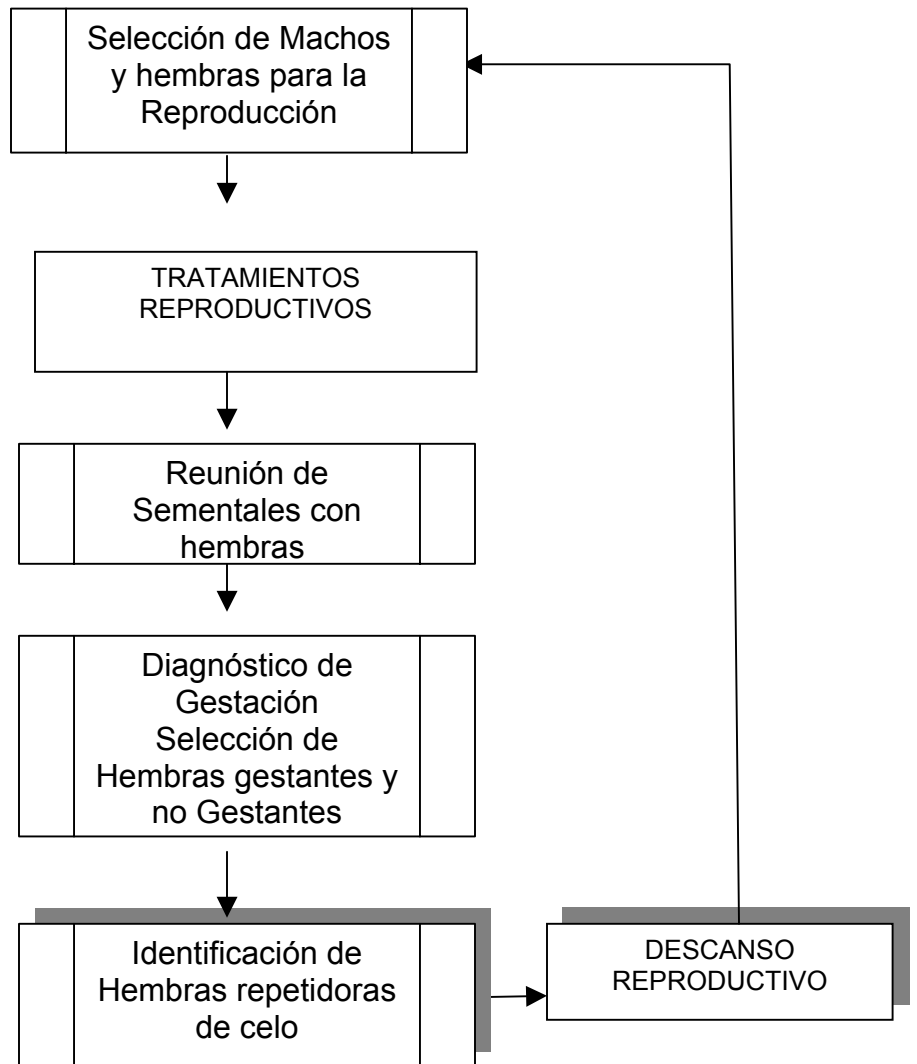 Selección de Machos
y hembras para la
Reproducción
TRATAMIENTOS
REPRODUCTIVOS
Reunión de
Sementales con
hembras
Diagnóstico de
Gestación
Selección de
Hembras gestantes y
no Gestantes
Identificación de
Hembras repetidoras
de celo
DESCANSO
REPRODUCTIVO